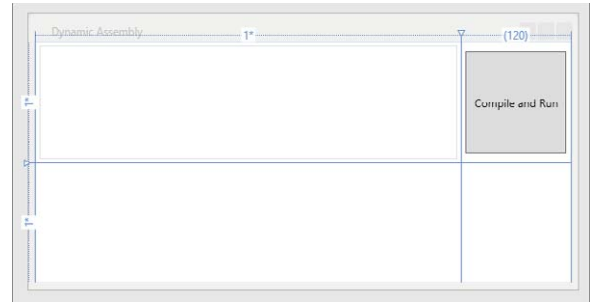 Dynamic Assembly
1*
(120)
1*
Compile and Run
1*